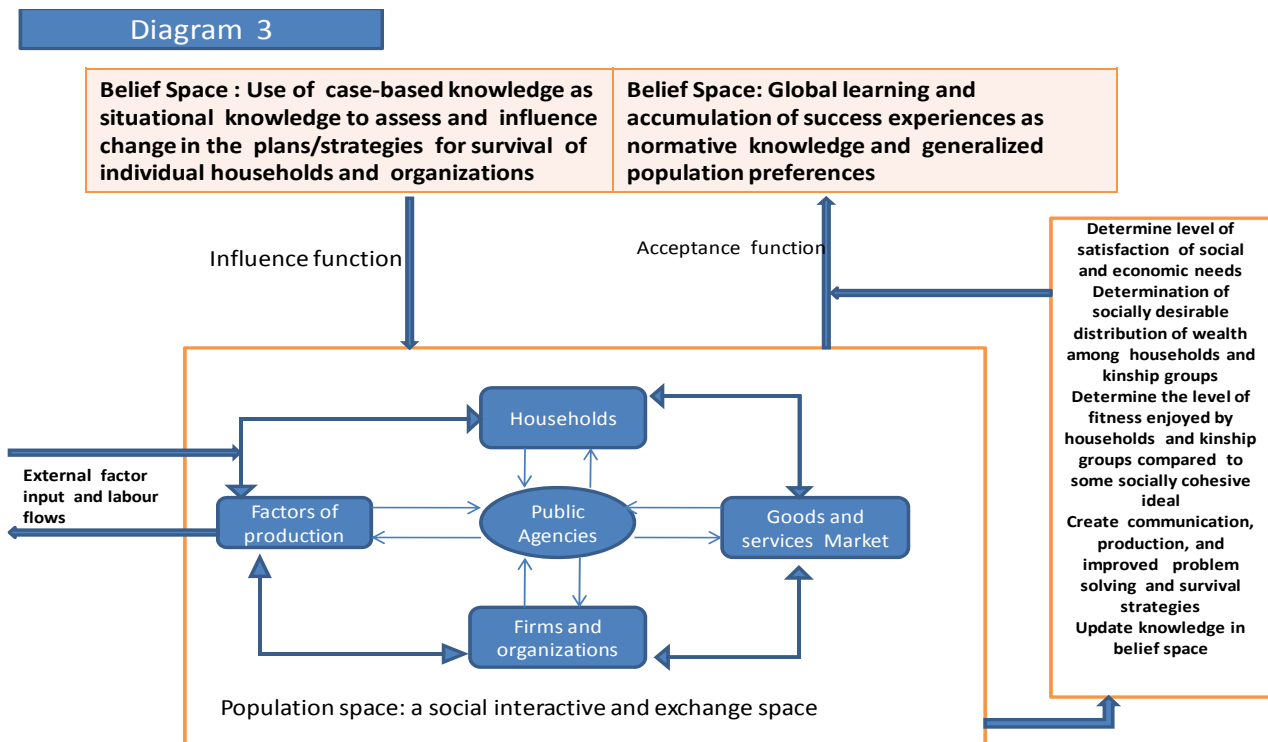 Diagram 3
Belief Space : Use of case-based knowledge as
situational knowledge to assess and influence
change in the plans/strategies for survival of
individual households and organizations
Belief Space: Global learning and
accumulation of success experiences as
normative knowledge and generalized
population preferences
Influence function
Acceptance function
Determine level of
satisfaction of social
and economic needs
Determination of
socially desirable
distribution of wealth
among households and
kinship groups
Determine the level of
fitness enjoyed by
households and kinship
groups compared to
some socially cohesive
ideal
Create communication,
production, and
improved problem
solving and survival
strategies
Update knowledge in
belief space
Households
External factor
input and labour
flows
Factors of
production
Public
Agencies
Goods and
services Market
Firms and
organizations
Population space: a social interactive and exchange space